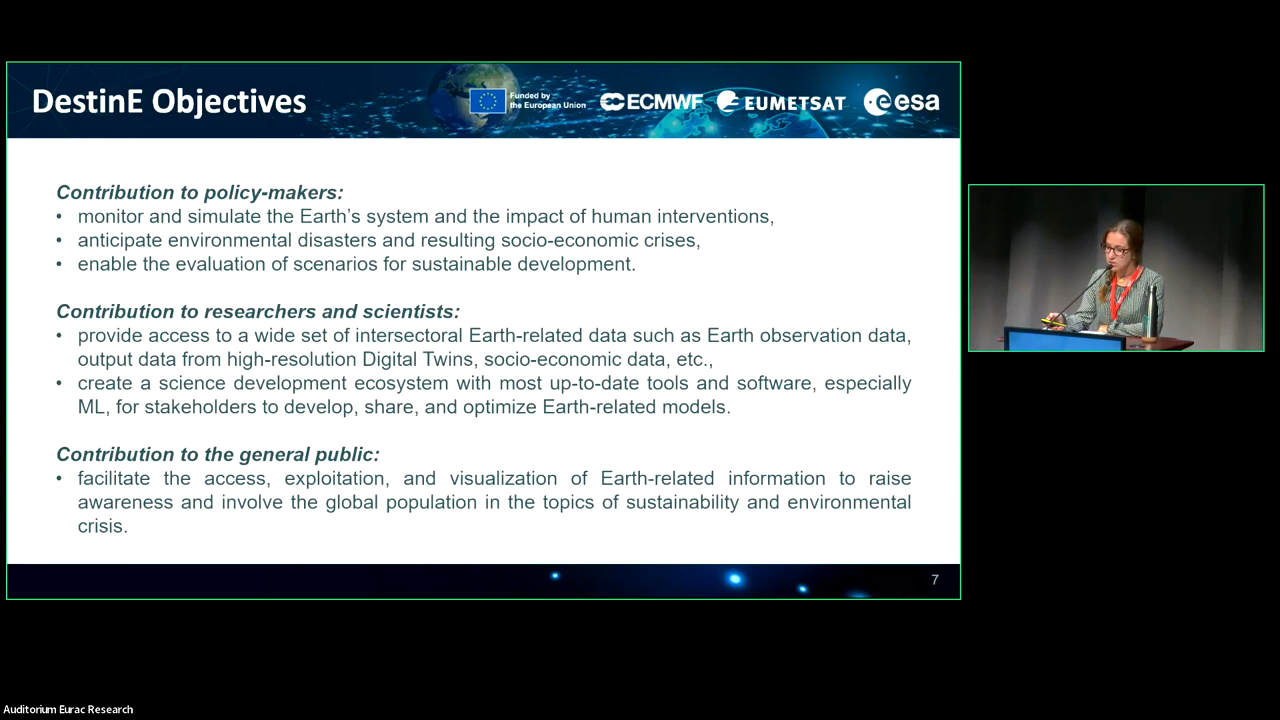 DestinE Objectives
Funded by
the European Union
ECMWF
EUMETSAT
esa
Contribution to policy-makers:
• monitor and simulate the Earth’s system and the impact of human interventions,
• anticipate environmental disasters and resulting socio-economic crises,
• enable the evaluation of scenarios for sustainable development.
Contribution to researchers and scientists:
• provide access to a wide set of intersectoral Earth-related data such as Earth observation data,
output data from high-resolution Digital Twins, socio-economic data, etc.,
• create a science development ecosystem with most up-to-date tools and software, especially
ML, for stakeholders to develop, share, and optimize Earth-related models.
Contribution to the general public:
• facilitate the access, exploitation, and visualization of Earth-related information to raise
awareness and involve the global population in the topics of sustainability and environmental
crisis.
7
Auditorium Eurac Research